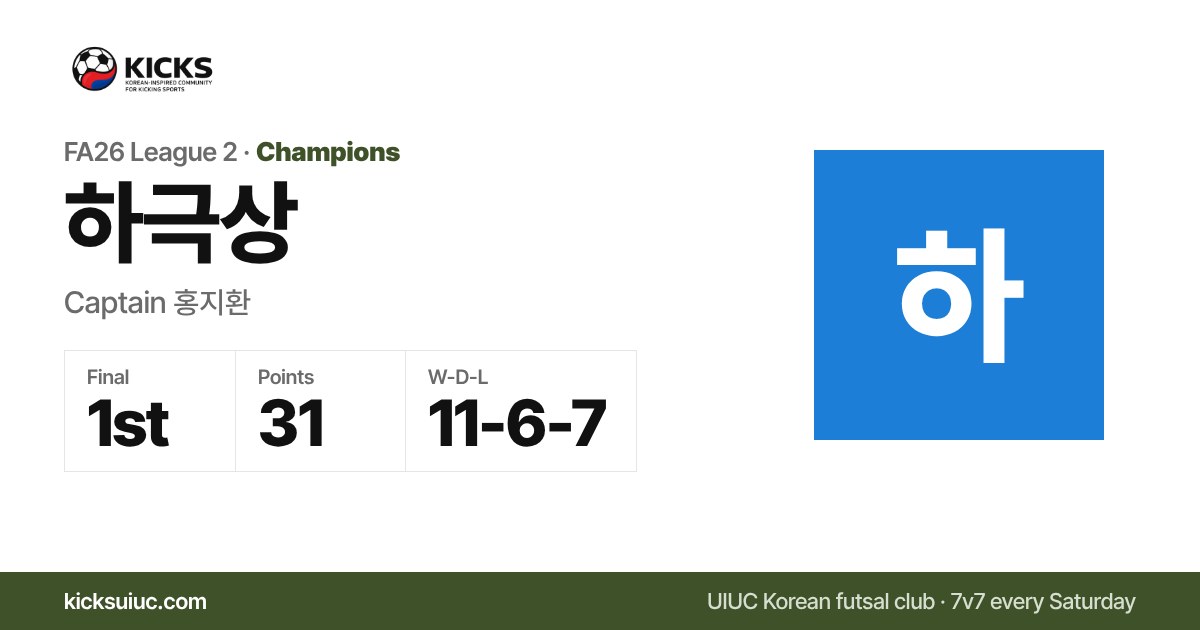 KICKS
KOREAN-INSPIRED COMMUNITY
FOR KICKING SPORTS
FA26 League 2 · Champions
하극상
Captain 홍지환
하
Final
1st
Points
31
W-D-L
11-6-7
kicksuiuc.com
UIUC Korean futsal club · 7v7 every Saturday